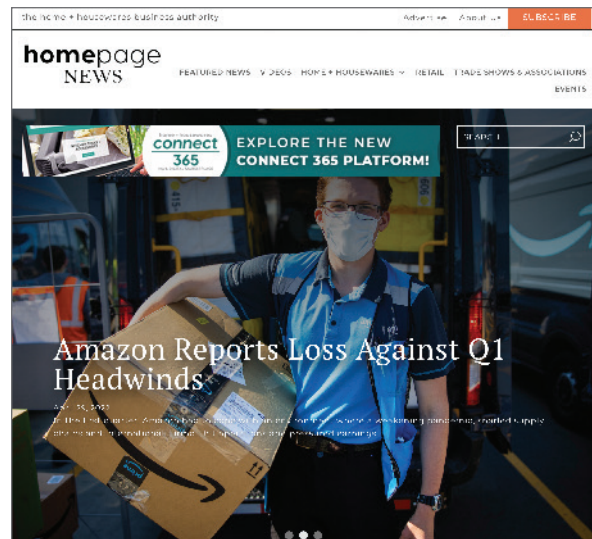 the home + housewares business authority
Advertise About Us SUBSCRIBE
homepage
NEWS
FEATURED NEWS VIDEOS HOME + HOUSEWARES RETAIL TRADE SHOWS & ASSOCIATIONS
EVENTS
connect
365
EXPLORE THE NEW
CONNECT 365 PLATFORM!
SEARCH
Amazon Reports Loss Against Q1
Headwinds